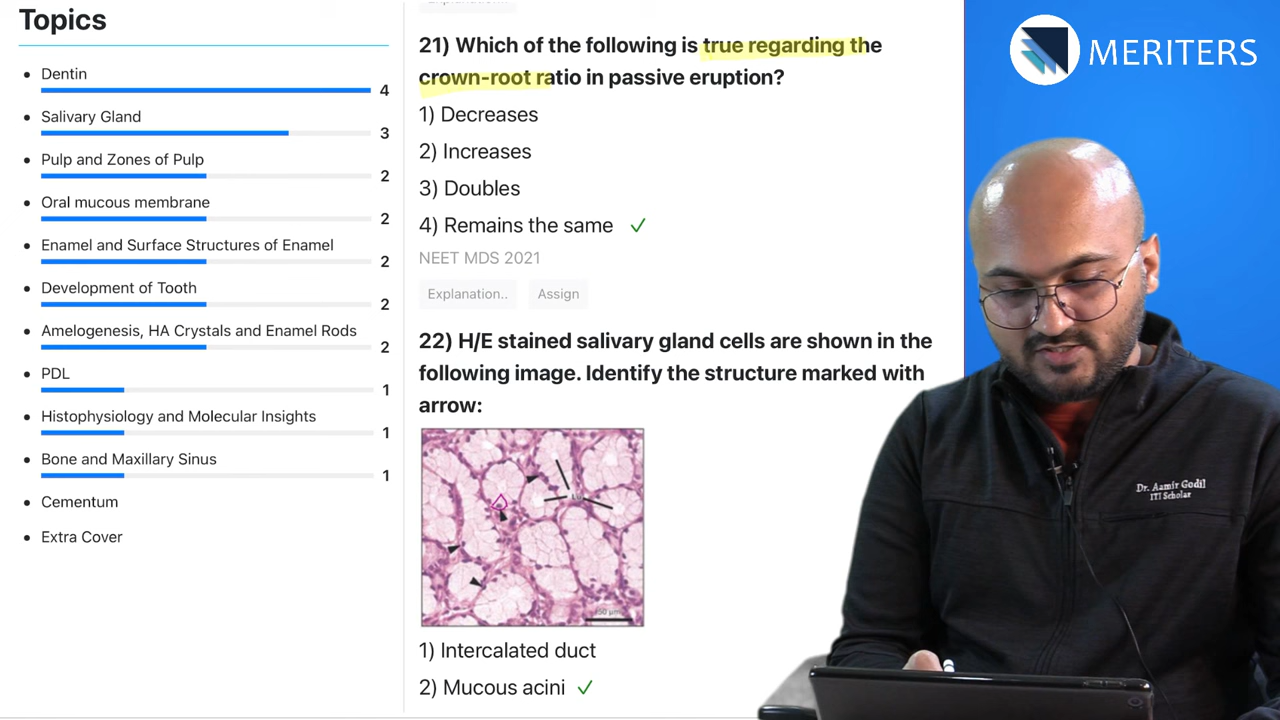 Topics
Dentin
4
Salivary Gland
3
Pulp and Zones of Pulp
2
Oral mucous membrane
2
Enamel and Surface Structures of Enamel
2
Development of Tooth
2
Amelogenesis, HA Crystals and Enamel Rods
2
PDL
1
Histophysiology and Molecular Insights
1
Bone and Maxillary Sinus
1
Cementum
Extra Cover
21) Which of the following is true regarding the
crown-root ratio in passive eruption?
1) Decreases
2) Increases
3) Doubles
4) Remains the same ✓
NEET MDS 2021
Explanation.. Assign
22) H/E stained salivary gland cells are shown in the
following image. Identify the structure marked with
arrow:
1) Intercalated duct
2) Mucous acini ✓
MERITERS
Dr. Aamir Godil
ITI Scholar